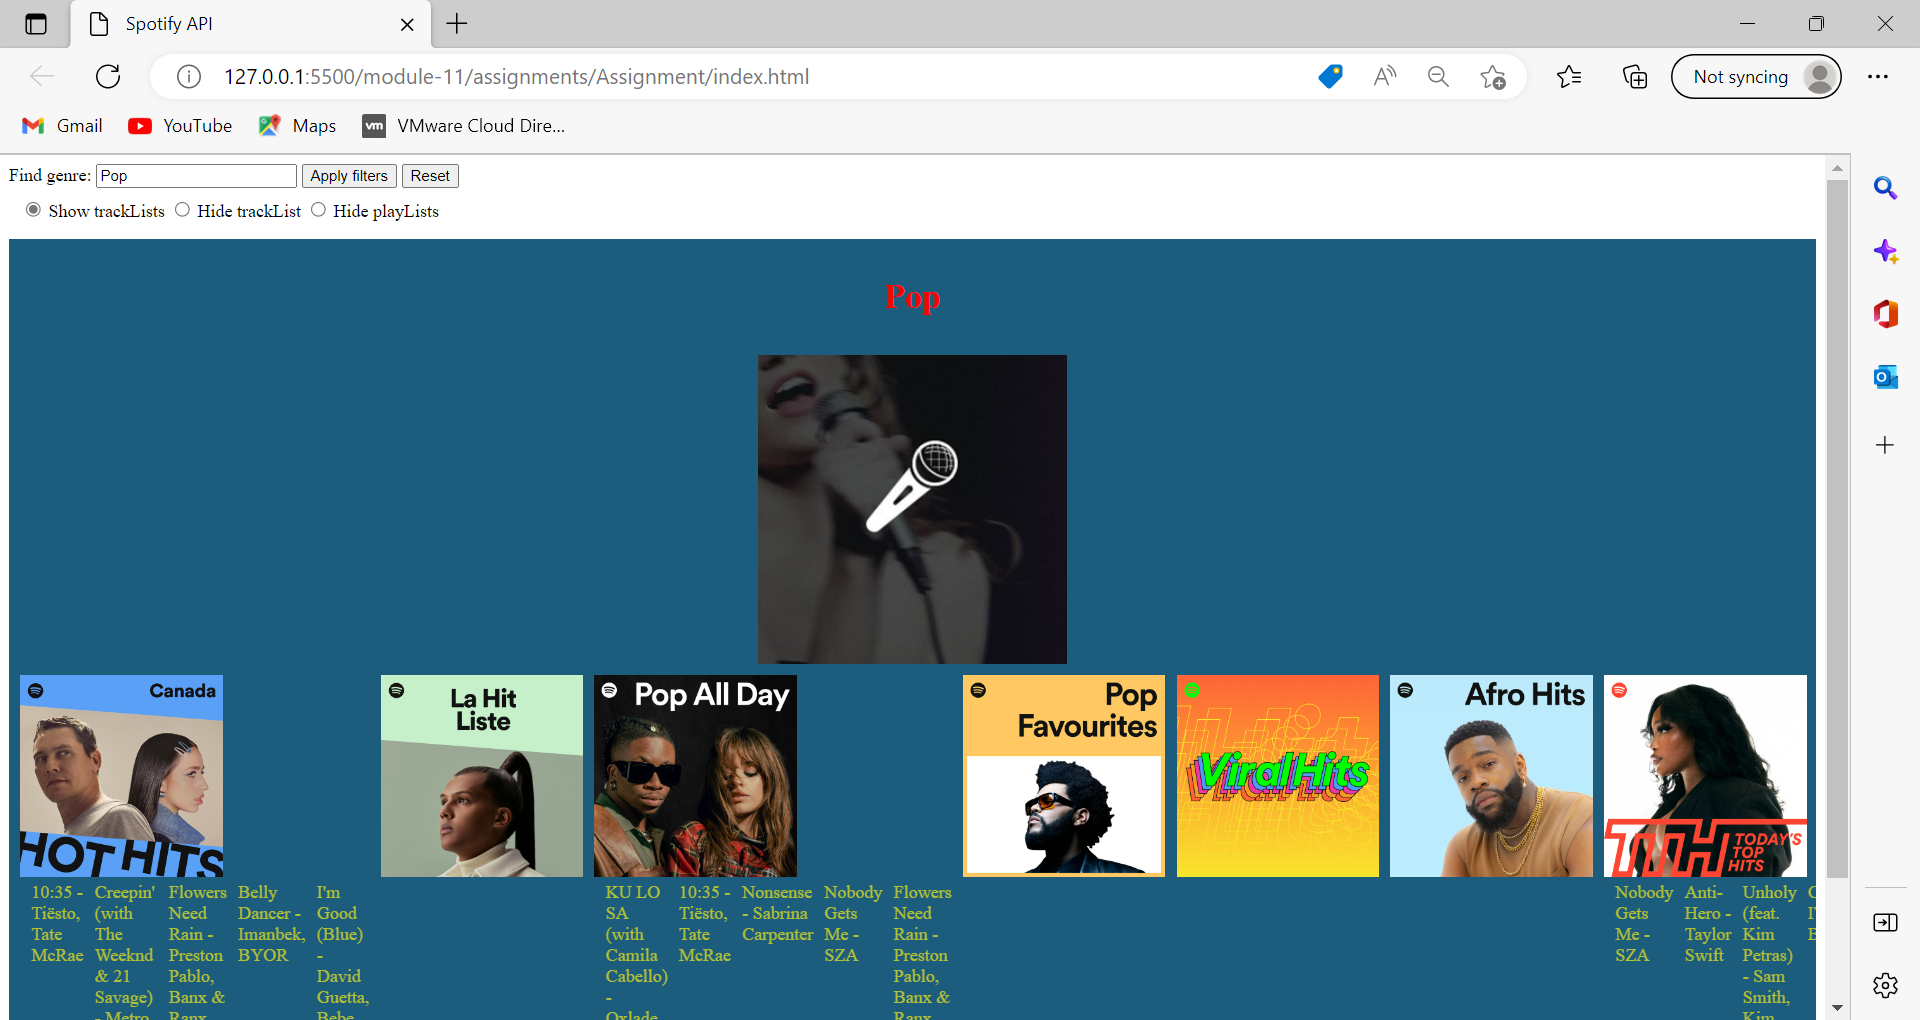 Spotify API
127.0.0.1:5500/module-11/assignments/Assignment/index.html
Not syncing
Gmail
YouTube
Maps
vm
VMware Cloud Dire...
Find genre: Pop Apply filters Reset
Show trackLists Hide trackList Hide playLists
Pop
Canada
HOT HITS
La Hit
Liste
Pop All Day
Pop
Favourites
Viral Hits
Afro Hits
TTH TODAY'S
TOP
HITS
10:35 -
Tiësto,
Tate
McRae
Creepin'
(with
The
Weeknd
& 21
Savage)
- Metro
Flowers
Need
Rain -
Preston
Pablo,
Banx &
Ranx
Belly
Dancer -
Imanbek,
BYOR
I'm
Good
(Blue)
-
David
Guetta,
Bebe
KU LO
SA
(with
Camila
Cabello)
-
Oxlade
10:35 -
Tiësto,
Tate
McRae
Nonsense
- Sabrina
Carpenter
Nobody
Gets
Me -
SZA
Flowers
Need
Rain -
Preston
Pablo,
Banx &
Ranx
Nobody
Gets
Me -
SZA
Anti-
Hero -
Taylor
Swift
Unholy
(feat.
Kim
Petras)
- Sam
Smith,
Kim